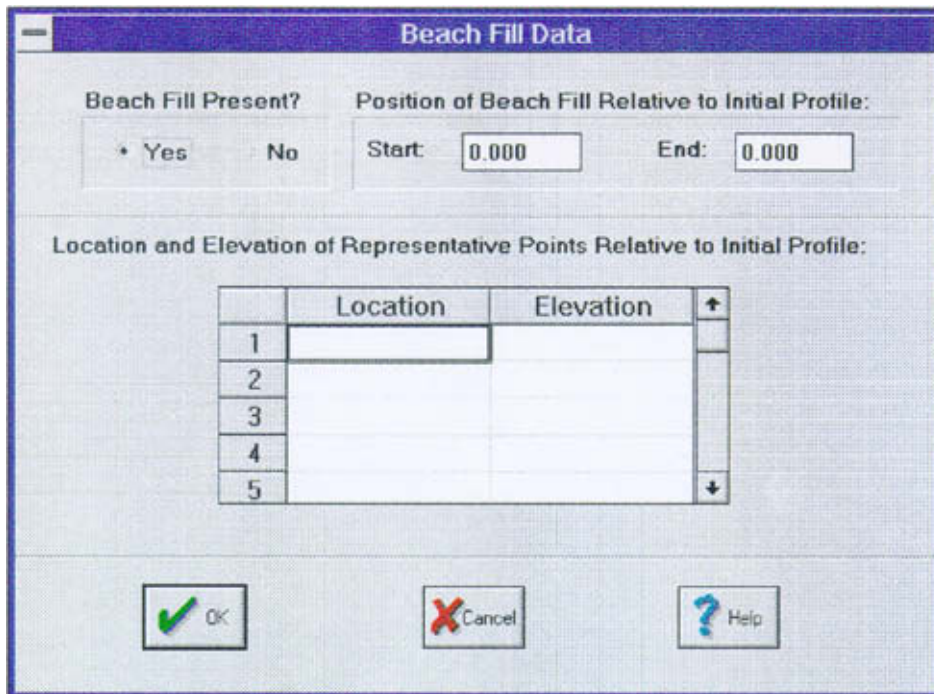 Beach Fill Data
Beach Fill Present?
Position of Beach Fill Relative to Initial Profile:
Yes No
Start: 0.000 End: 0.000
Location and Elevation of Representative Points Relative to Initial Profile:
Location Elevation
1
2
3
4
5
OK Cancel Help